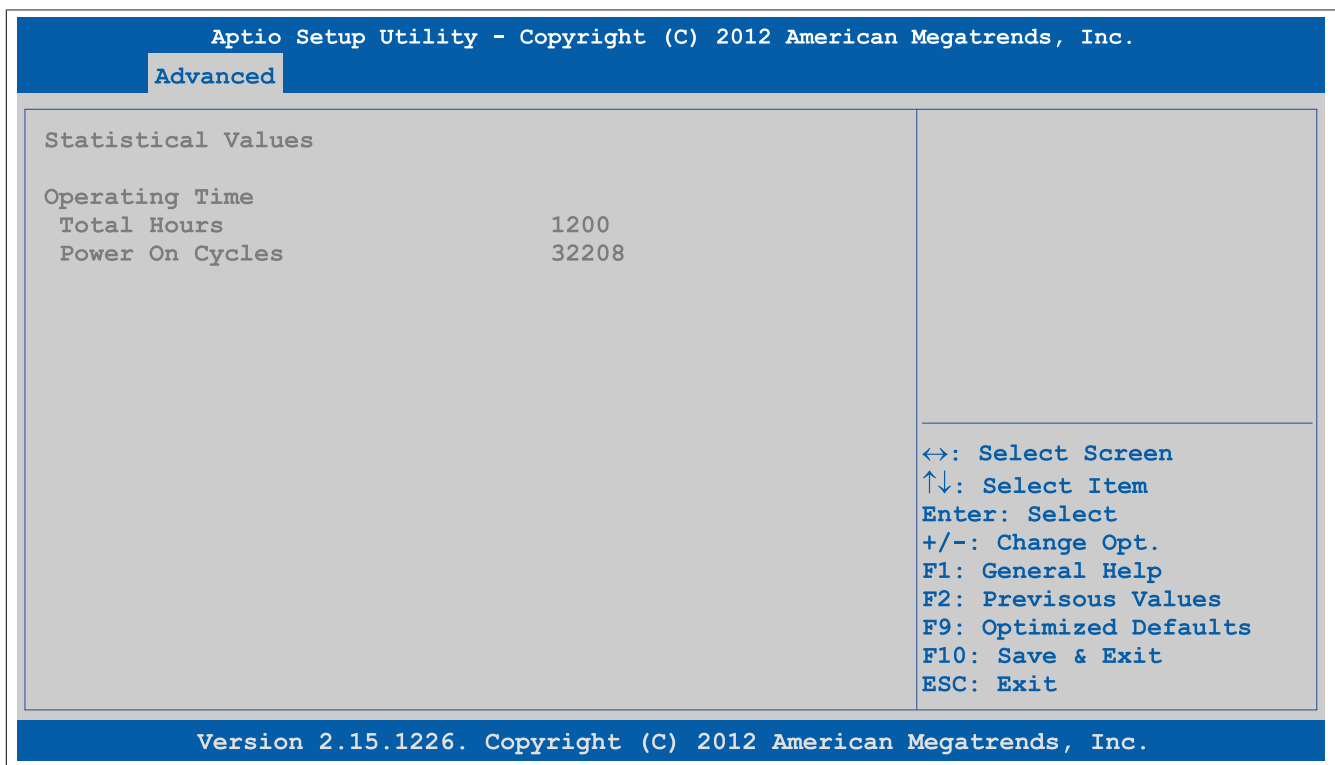 Aptio Setup Utility - Copyright (C) 2012 American Megatrends, Inc.
Advanced
Statistical Values
Operating Time
Total Hours 1200
Power On Cycles 32208
↔: Select Screen
↑↓: Select Item
Enter: Select
+/-: Change Opt.
F1: General Help
F2: Previsous Values
F9: Optimized Defaults
F10: Save & Exit
ESC: Exit
Version 2.15.1226. Copyright (C) 2012 American Megatrends, Inc.